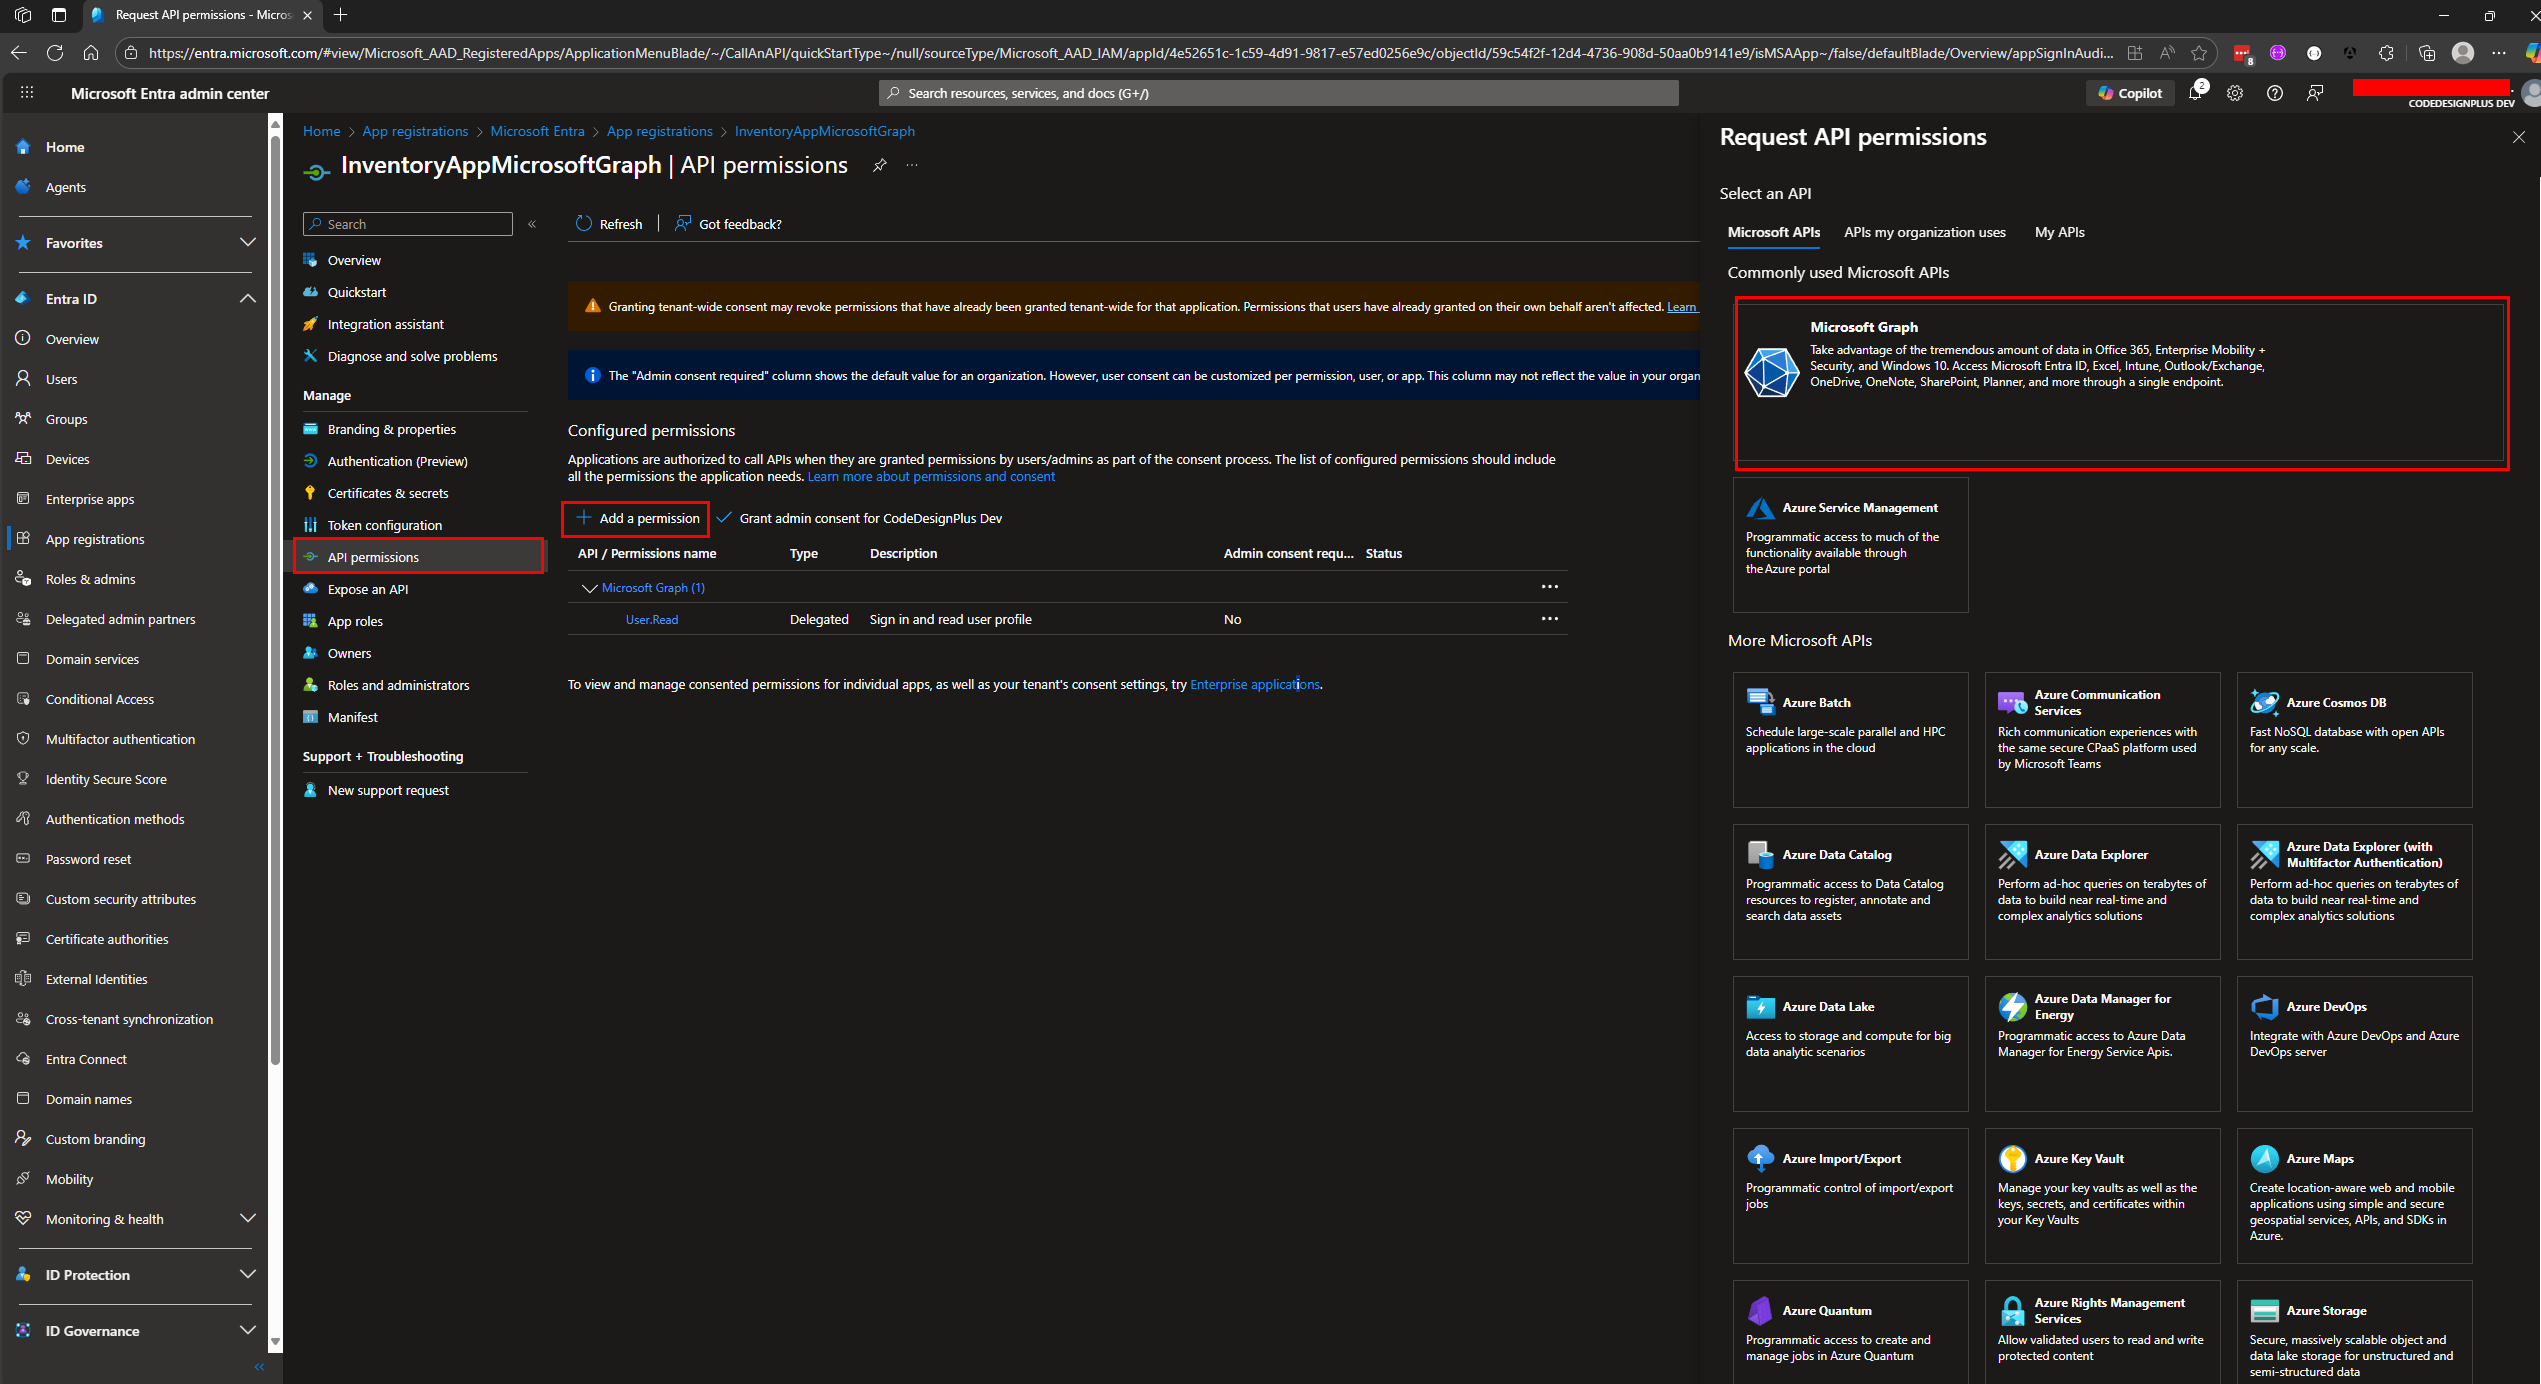 Request API permissions - Micros
https://entra.microsoft.com/#view/Microsoft_AAD_RegisteredApps/ApplicationMenuBlade/~/CallAnAPI/quickStartType~/null/sourceType/Microsoft_AAD_IAM/appId/4e52651c-1c59-4d91-9817-e57ed0256e9c/objectId/59c54f2f-12d4-4736-908d-50aa0b9141e9/isMSAApp~/false/defaultBlade/Overview/appSignInAudi...
8
Microsoft Entra admin center
Search resources, services, and docs (G+/)
Copilot
2
CODEDESIGNPLUS DEV
Home
Agents
Favorites
Entra ID
Overview
Users
Groups
Devices
Enterprise apps
App registrations
Roles & admins
Delegated admin partners
Domain services
Conditional Access
Multifactor authentication
Identity Secure Score
Authentication methods
Password reset
Custom security attributes
Certificate authorities
External Identities
Cross-tenant synchronization
Entra Connect
Domain names
Custom branding
Mobility
Monitoring & health
ID Protection
ID Governance
Home > App registrations > Microsoft Entra > App registrations > InventoryAppMicrosoftGraph
InventoryAppMicrosoftGraph | API permissions
Search
Overview
Quickstart
Integration assistant
Diagnose and solve problems
Manage
Branding & properties
Authentication (Preview)
Certificates & secrets
Token configuration
API permissions
Expose an API
App roles
Owners
Roles and administrators
Manifest
Support + Troubleshooting
New support request
Refresh
Got feedback?
Granting tenant-wide consent may revoke permissions that have already been granted tenant-wide for that application. Permissions that users have already granted on their own behalf aren't affected. Learn
The "Admin consent required" column shows the default value for an organization. However, user consent can be customized per permission, user, or app. This column may not reflect the value in your organ
Configured permissions
Applications are authorized to call APIs when they are granted permissions by users/admins as part of the consent process. The list of configured permissions should include
all the permissions the application needs. Learn more about permissions and consent
Add a permission
Grant admin consent for CodeDesignPlus Dev
API / Permissions name Type Description Admin consent requ... Status
Microsoft Graph (1)
User.Read Delegated Sign in and read user profile No
To view and manage consented permissions for individual apps, as well as your tenant's consent settings, try Enterprise applications.
Request API permissions
Select an API
Microsoft APIs APIs my organization uses My APIs
Commonly used Microsoft APIs
Microsoft Graph
Take advantage of the tremendous amount of data in Office 365, Enterprise Mobility +
Security, and Windows 10. Access Microsoft Entra ID, Excel, Intune, Outlook/Exchange,
OneDrive, OneNote, SharePoint, Planner, and more through a single endpoint.
Azure Service Management
Programmatic access to much of the
functionality available through
the Azure portal
More Microsoft APIs
Azure Batch
Schedule large-scale parallel and HPC
applications in the cloud
Azure Communication
Services
Rich communication experiences with
the same secure CPaaS platform used
by Microsoft Teams
Azure Cosmos DB
Fast NoSQL database with open APIs
for any scale.
Azure Data Catalog
Programmatic access to Data Catalog
resources to register, annotate and
search data assets
Azure Data Explorer
Perform ad-hoc queries on terabytes of
data to build near real-time and
complex analytics solutions
Azure Data Explorer (with
Multifactor Authentication)
Perform ad-hoc queries on terabytes of
data to build near real-time and
complex analytics solutions
Azure Data Lake
Access to storage and compute for big
data analytic scenarios
Azure Data Manager for
Energy
Programmatic access to Azure Data
Manager for Energy Service Apis.
Azure DevOps
Integrate with Azure DevOps and Azure
DevOps server
Azure Import/Export
Programmatic control of import/export
jobs
Azure Key Vault
Manage your key vaults as well as the
keys, secrets, and certificates within
your Key Vaults
Azure Maps
Create location-aware web and mobile
applications using simple and secure
geospatial services, APIs, and SDKs in
Azure.
Azure Quantum
Programmatic access to create and
manage jobs in Azure Quantum
Azure Rights Management
Services
Allow validated users to read and write
protected content
Azure Storage
Secure, massively scalable object and
data lake storage for unstructured and
semi-structured data